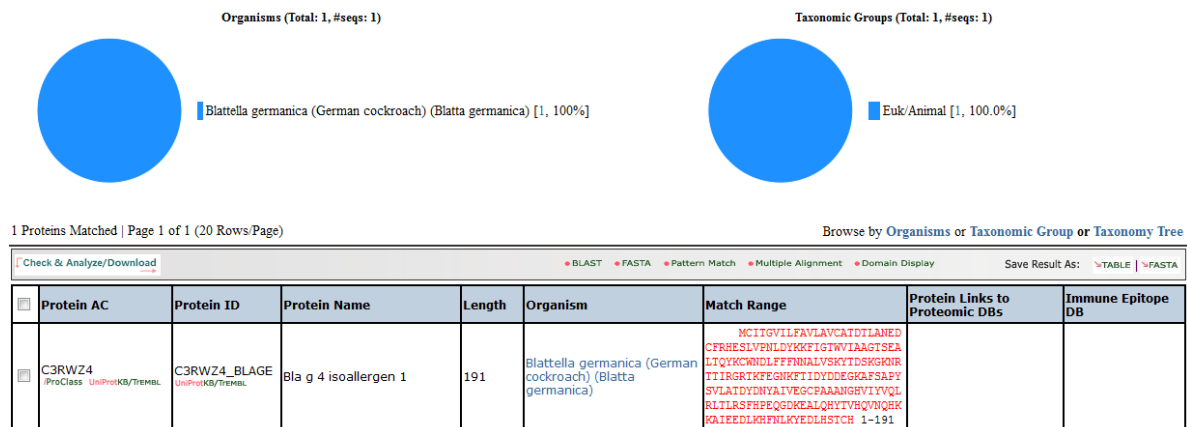 Organisms (Total: 1, #seqs: 1)
Taxonomic Groups (Total: 1, #seqs: 1)
Blattella germanica (German cockroach) (Blatta germanica) [1, 100%]
Euk/Animal [1, 100.0%]
1 Proteins Matched | Page 1 of 1 (20 Rows/Page)
Browse by Organisms or Taxonomic Group or Taxonomy Tree
Check & Analyze/Download
BLAST FASTA Pattern Match Multiple Alignment Domain Display
Save Result As: TABLE | FASTA
Protein AC
Protein ID
Protein Name
Length
Organism
Match Range
Protein Links to
Proteomic DBs
Immune Epitope
DB
C3RWZ4
iProClass UniProtKB/TrEMBL
C3RWZ4_BLAGE
UniProtKB/TrEMBL
Bla g 4 isoallergen 1
191
Blattella germanica (German
cockroach) (Blatta
germanica)
MCITGVILFAVLAVCATDTLANED
CFRHESLVPNLDYKKFIGTWVIAAGTSEA
LTQYKCWNDLFFFNNALVSKYTDSKGKNR
TTIRGRTKFEGNKFTIDYDDEGKAFSAPY
SVLATDYDNYAIVEGCPAAANGHVIYVQL
RLTLRSFHPEQGDKEALQHYTVHQVNQHK
KAIEEDLKHFNLKYEDLHSTCH 1-191